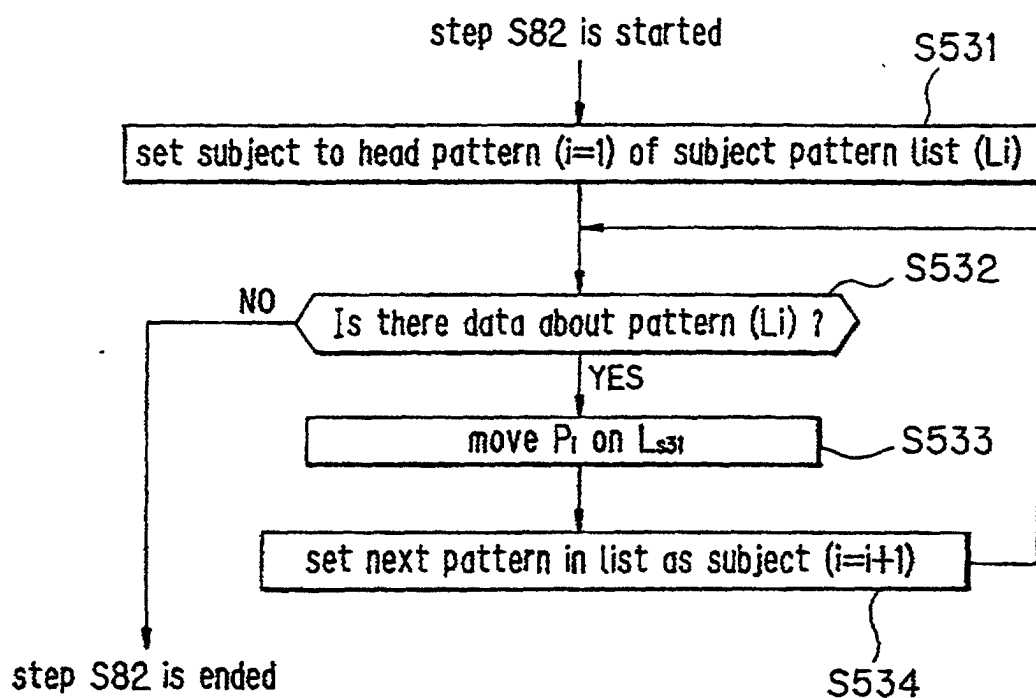 step S82 is started
S531
set subject to head pattern (i=1) of subject pattern list (Li)
S532
NO
Is there data about pattern (Li) ?
YES
move Pi on Ls31
S533
set next pattern in list as subject (i=i+1)
step S82 is ended
S534